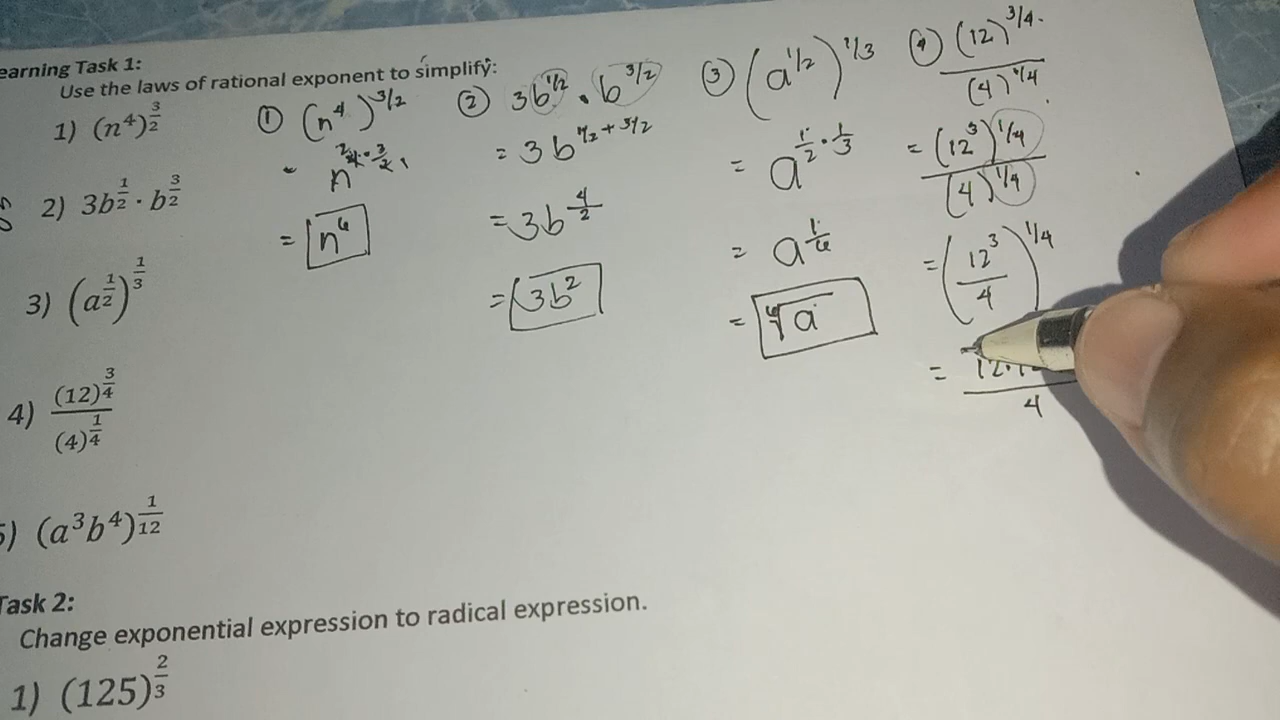 earning Task 1:
Use the laws of rational exponent to simplify:
1) (n⁴)^(3/2)
2) 3b^(1/2) · b^(3/2)
3) (a^(1/2))^(1/3)
4) (12)^(3/4) / (4)^(1/4)
5) (a³b⁴)^(1/12)
Task 2:
Change exponential expression to radical expression.
1) (125)^(2/3)
① (n⁴)^(3/2)
n^(4·3/2)
= n⁶
② 3b^(1/2) · b^(3/2)
= 3b^(1/2 + 3/2)
= 3b^(4/2)
= 3b²
③ (a^(1/2))^(1/3)
= a^(1/2 · 1/3)
= a^(1/6)
= ⁶√a
④ (12)^(3/4) / (4)^(1/4)
= (12³)^(1/4) / (4)^(1/4)
= (12³ / 4)^(1/4)
= 12· / 4